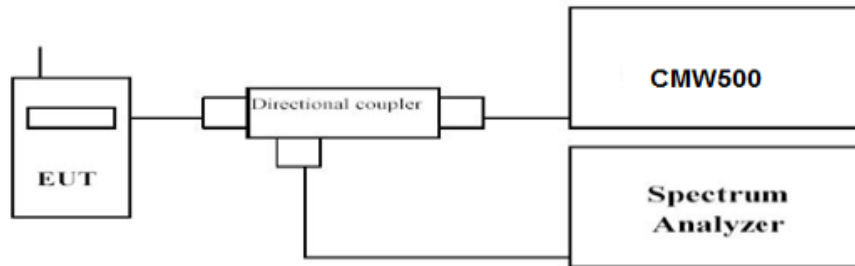 Directional coupler
CMW500
EUT
Spectrum
Analyzer